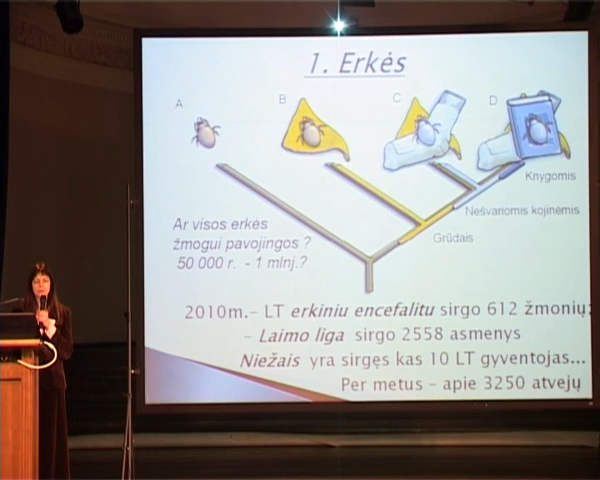 1. Erkės
A
B
C
D
Knygomis
Nešvariomis kojinėmis
Grūdais
Ar visos erkės
žmogui pavojingos ?
50 000 r. - 1 mlnj.?
2010m.– LT erkiniu encefalitu sirgo 612 žmonių;
– Laimo liga sirgo 2558 asmenys
Niežais yra sirgęs kas 10 LT gyventojas...
Per metus – apie 3250 atvejų